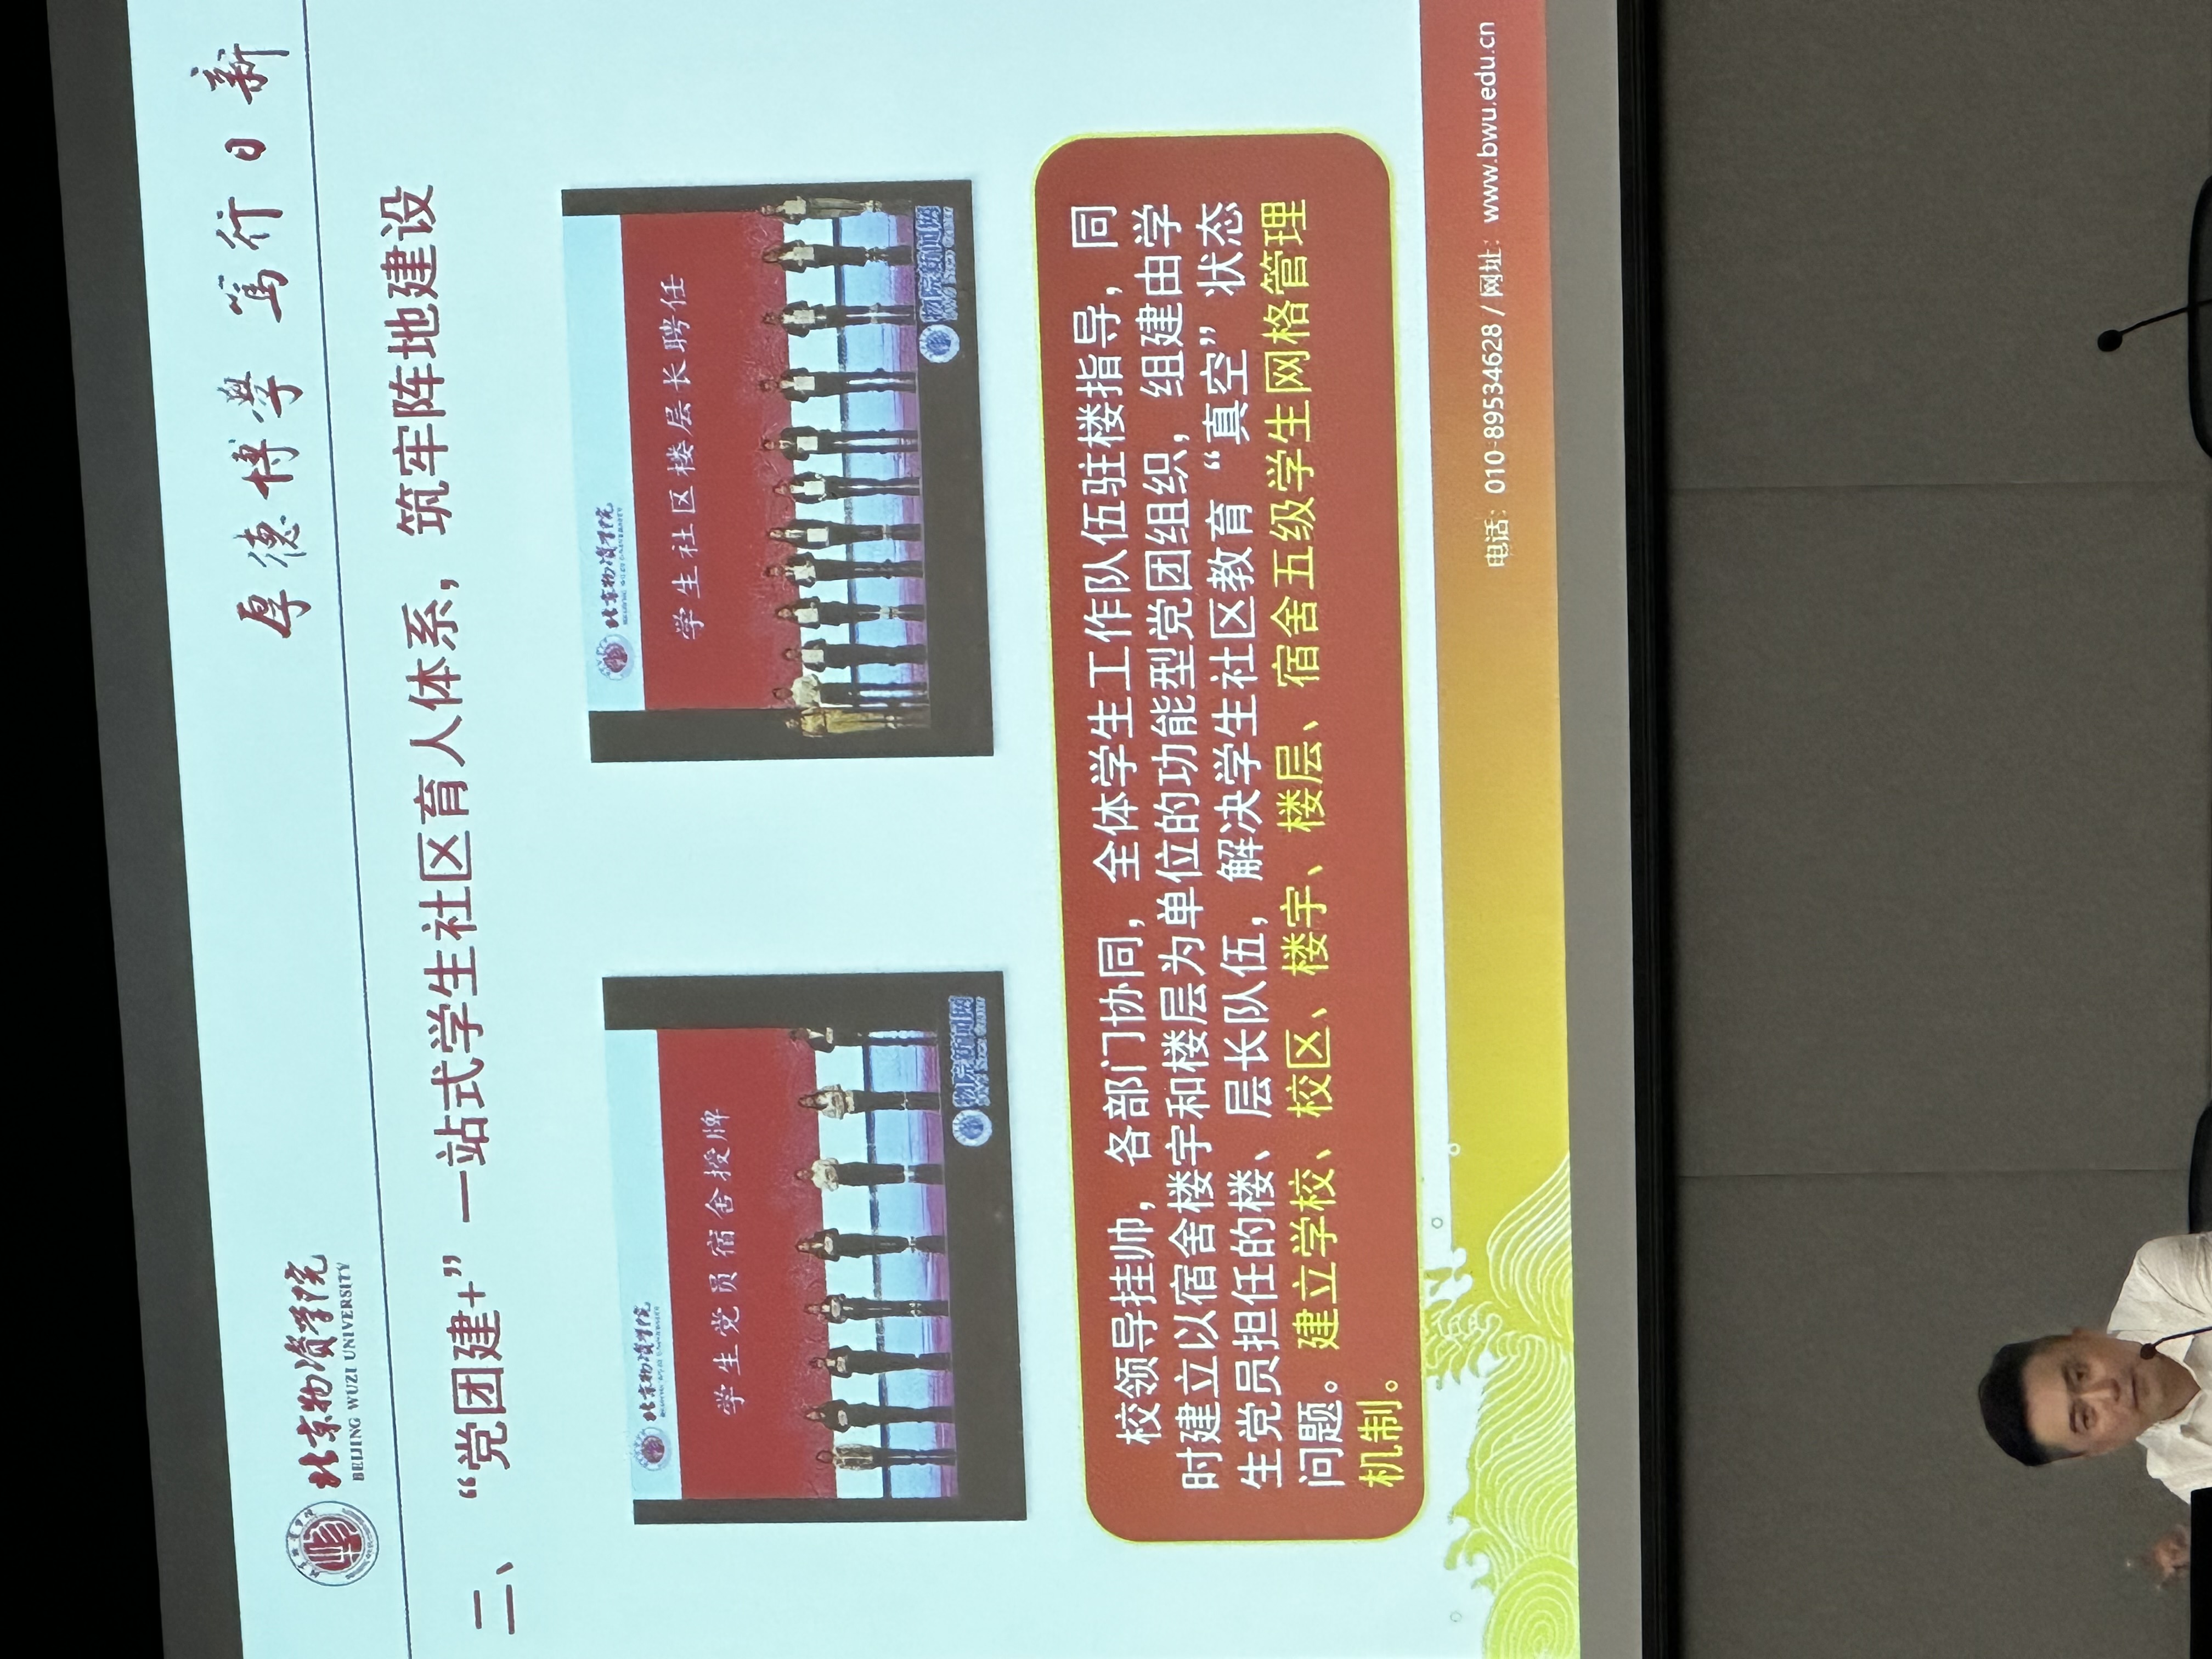 北京物资学院
BEIJING WUZI UNIVERSITY
厚德博學 篤行日新
二、“党团建+”一站式学生社区育人体系，筑牢阵地建设
北京物资学院
学生党员宿舍授牌
物院新闻网
BWU News Center
北京物资学院
学生社区楼层长聘任
物院新闻网
BWU News Center
校领导挂帅，各部门协同，全体学生工作队伍驻楼指导，同
时建立以宿舍楼宇和楼层为单位的功能型党团组织，组建由学
生党员担任的楼、层长队伍，解决学生社区教育“真空”状态
问题。建立学校、校区、楼宇、楼层、宿舍五级学生网格管理
机制。
电话：010-89534628 / 网址：www.bwu.edu.cn